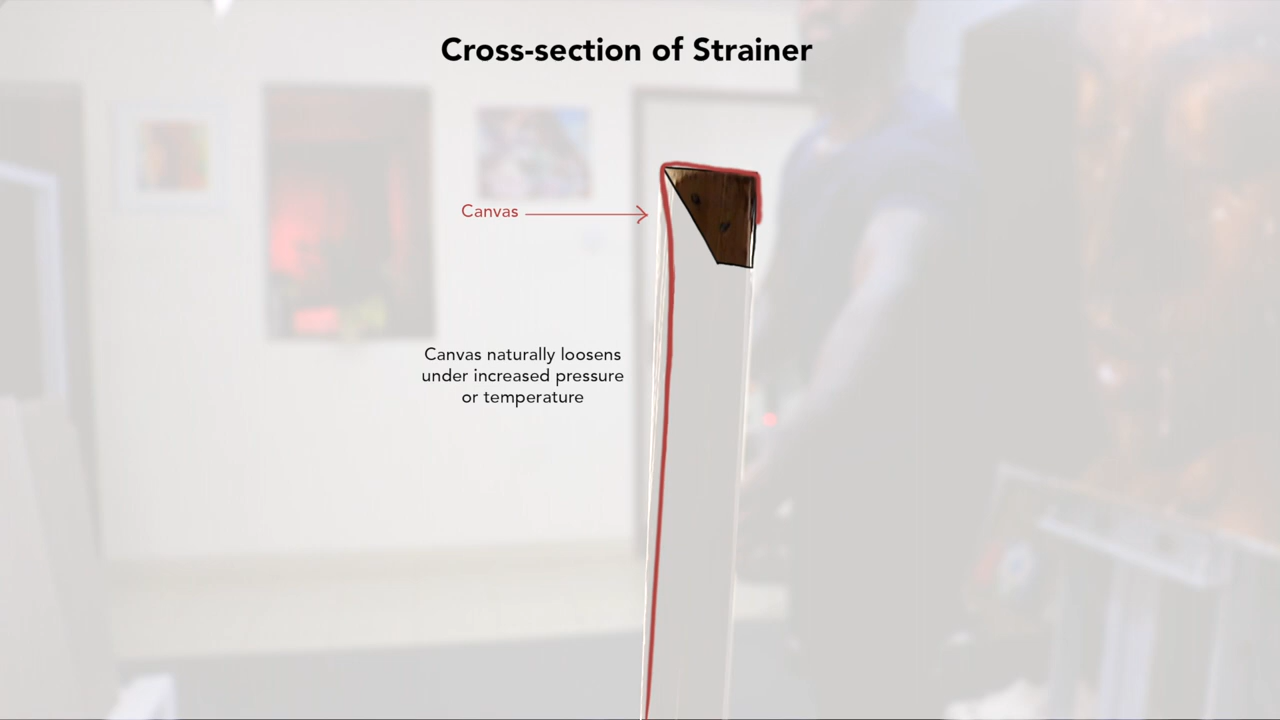 Cross-section of Strainer
Canvas
Canvas naturally loosens
under increased pressure
or temperature